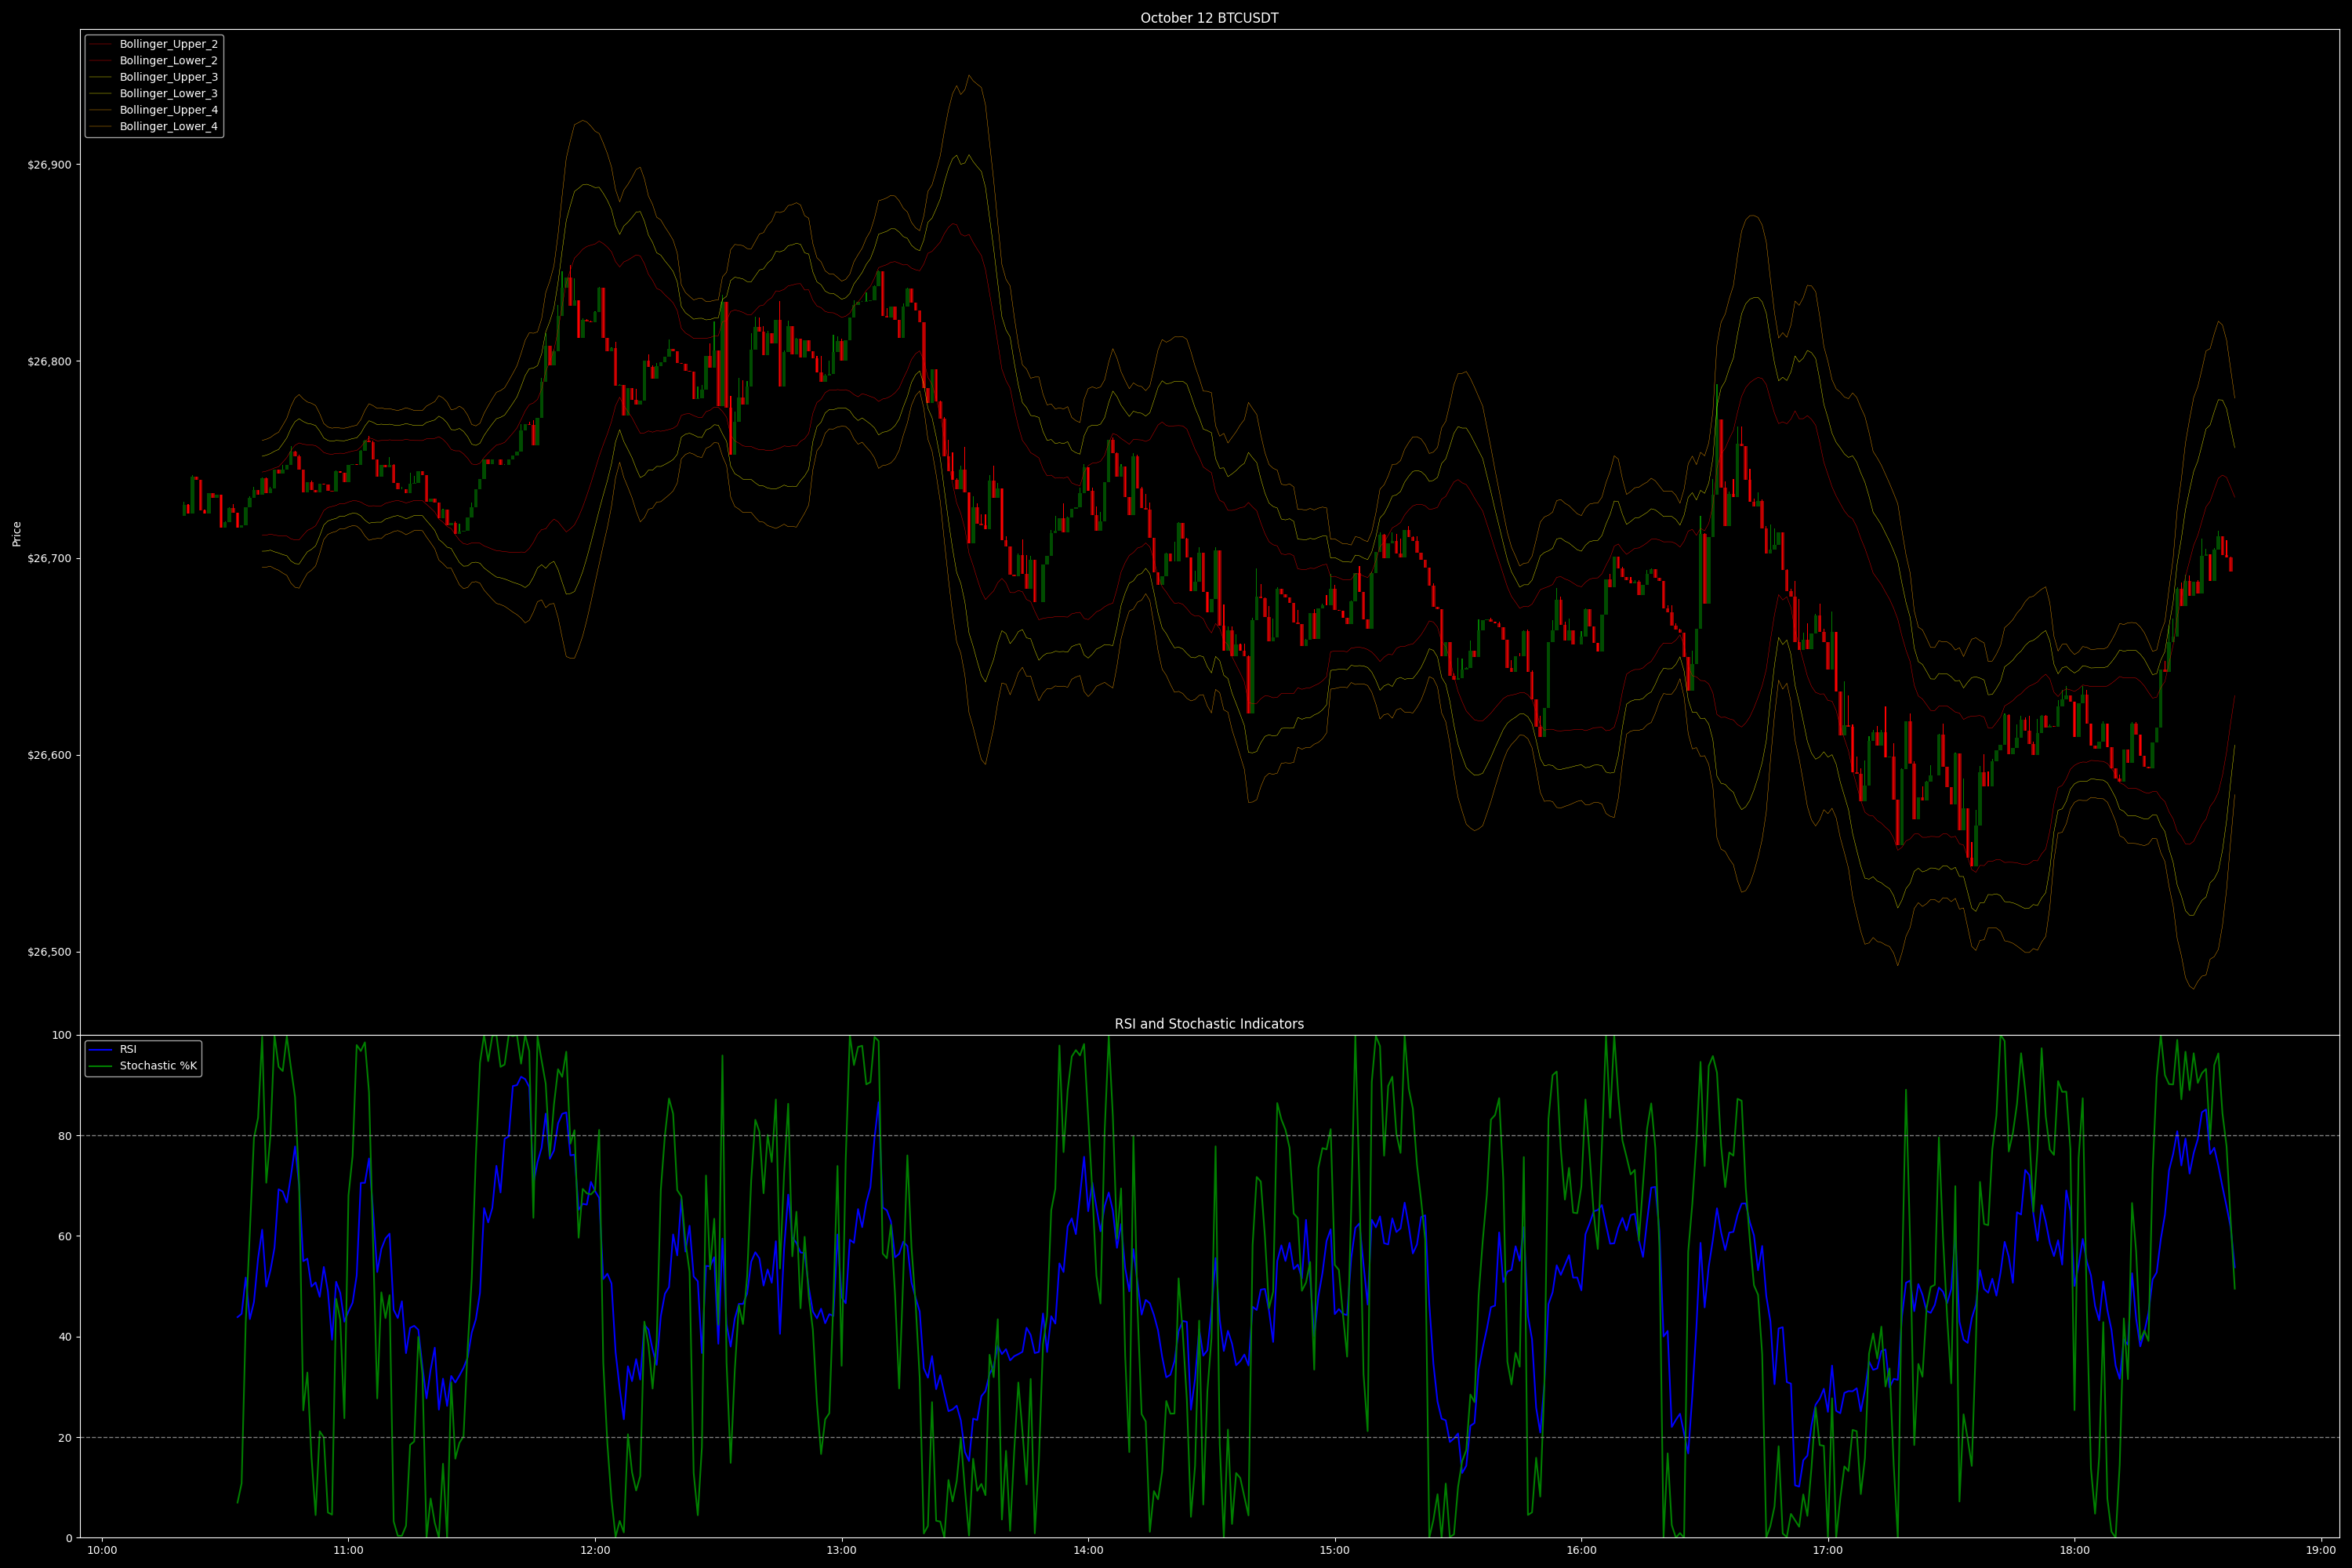 October 12 BTCUSDT
Bollinger_Upper_2
Bollinger_Lower_2
Bollinger_Upper_3
Bollinger_Lower_3
Bollinger_Upper_4
Bollinger_Lower_4
$26,900
$26,800
$26,700
$26,600
$26,500
Price
RSI and Stochastic Indicators
RSI
Stochastic %K
100
80
60
40
20
0
10:00 11:00 12:00 13:00 14:00 15:00 16:00 17:00 18:00 19:00